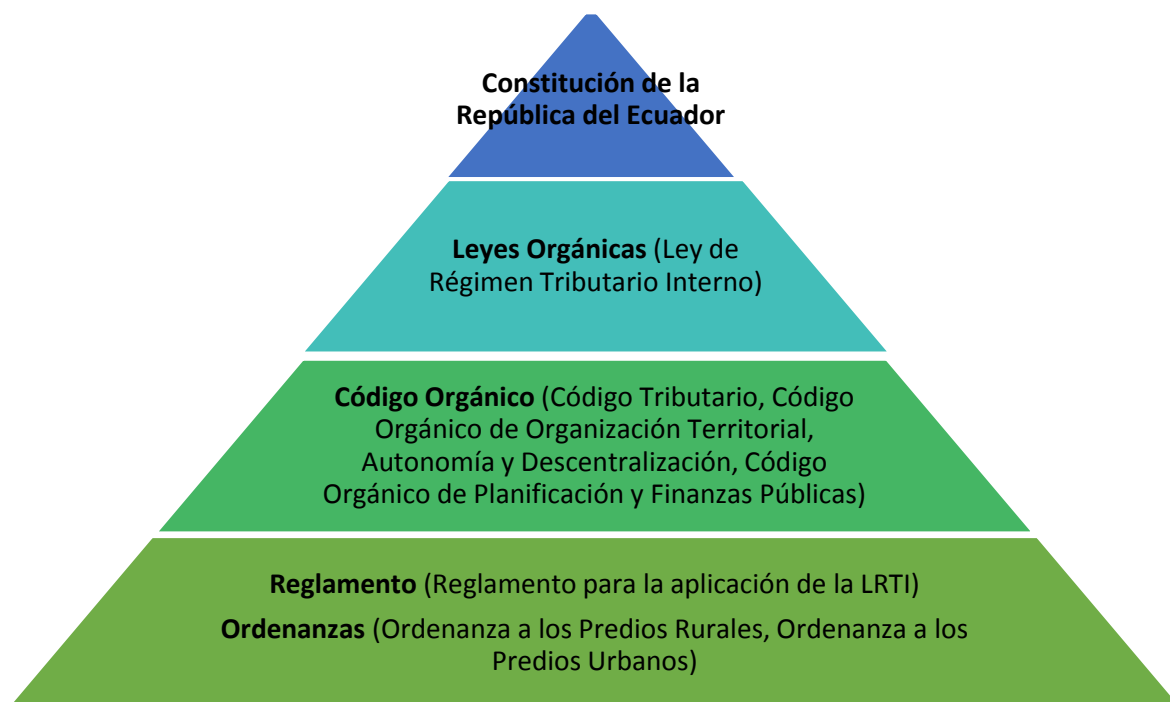 Constitución de la
República del Ecuador
Leyes Orgánicas (Ley de
Régimen Tributario Interno)
Código Orgánico (Código Tributario, Código
Orgánico de Organización Territorial,
Autonomía y Descentralización, Código
Orgánico de Planificación y Finanzas Públicas)
Reglamento (Reglamento para la aplicación de la LRTI)
Ordenanzas (Ordenanza a los Predios Rurales, Ordenanza a los
Predios Urbanos)